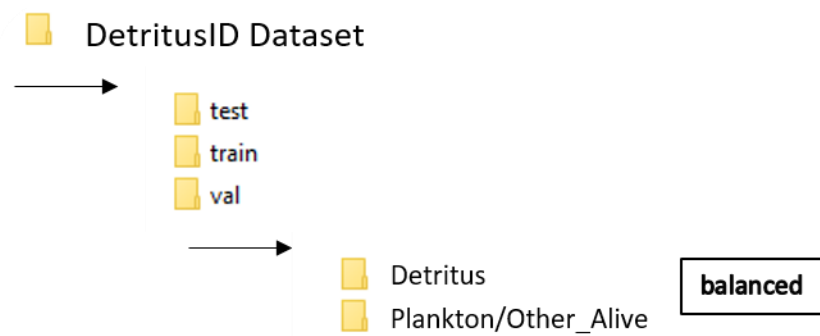 DetritusID Dataset
test
train
val
Detritus
balanced
Plankton/Other_Alive